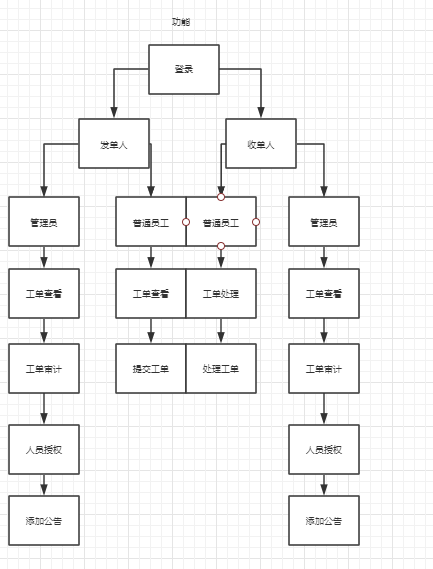 功能
登录
发单人
收单人
管理员
普通员工
普通员工
管理员
工单查看
工单查看
工单处理
工单查看
工单审计
提交工单
处理工单
工单审计
人员授权
人员授权
添加公告
添加公告